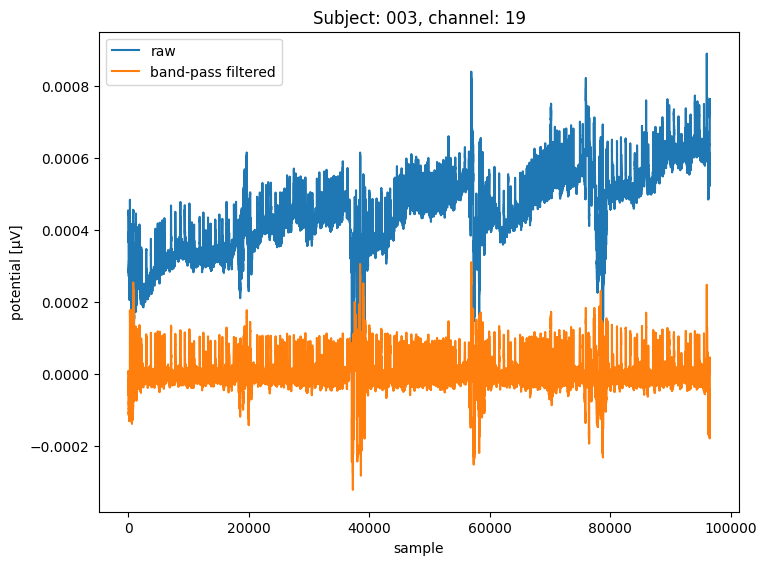 Subject: 003, channel: 19
raw
band-pass filtered
potential [μV]
0.0008
0.0006
0.0004
0.0002
0.0000
−0.0002
0
20000
40000
60000
80000
100000
sample